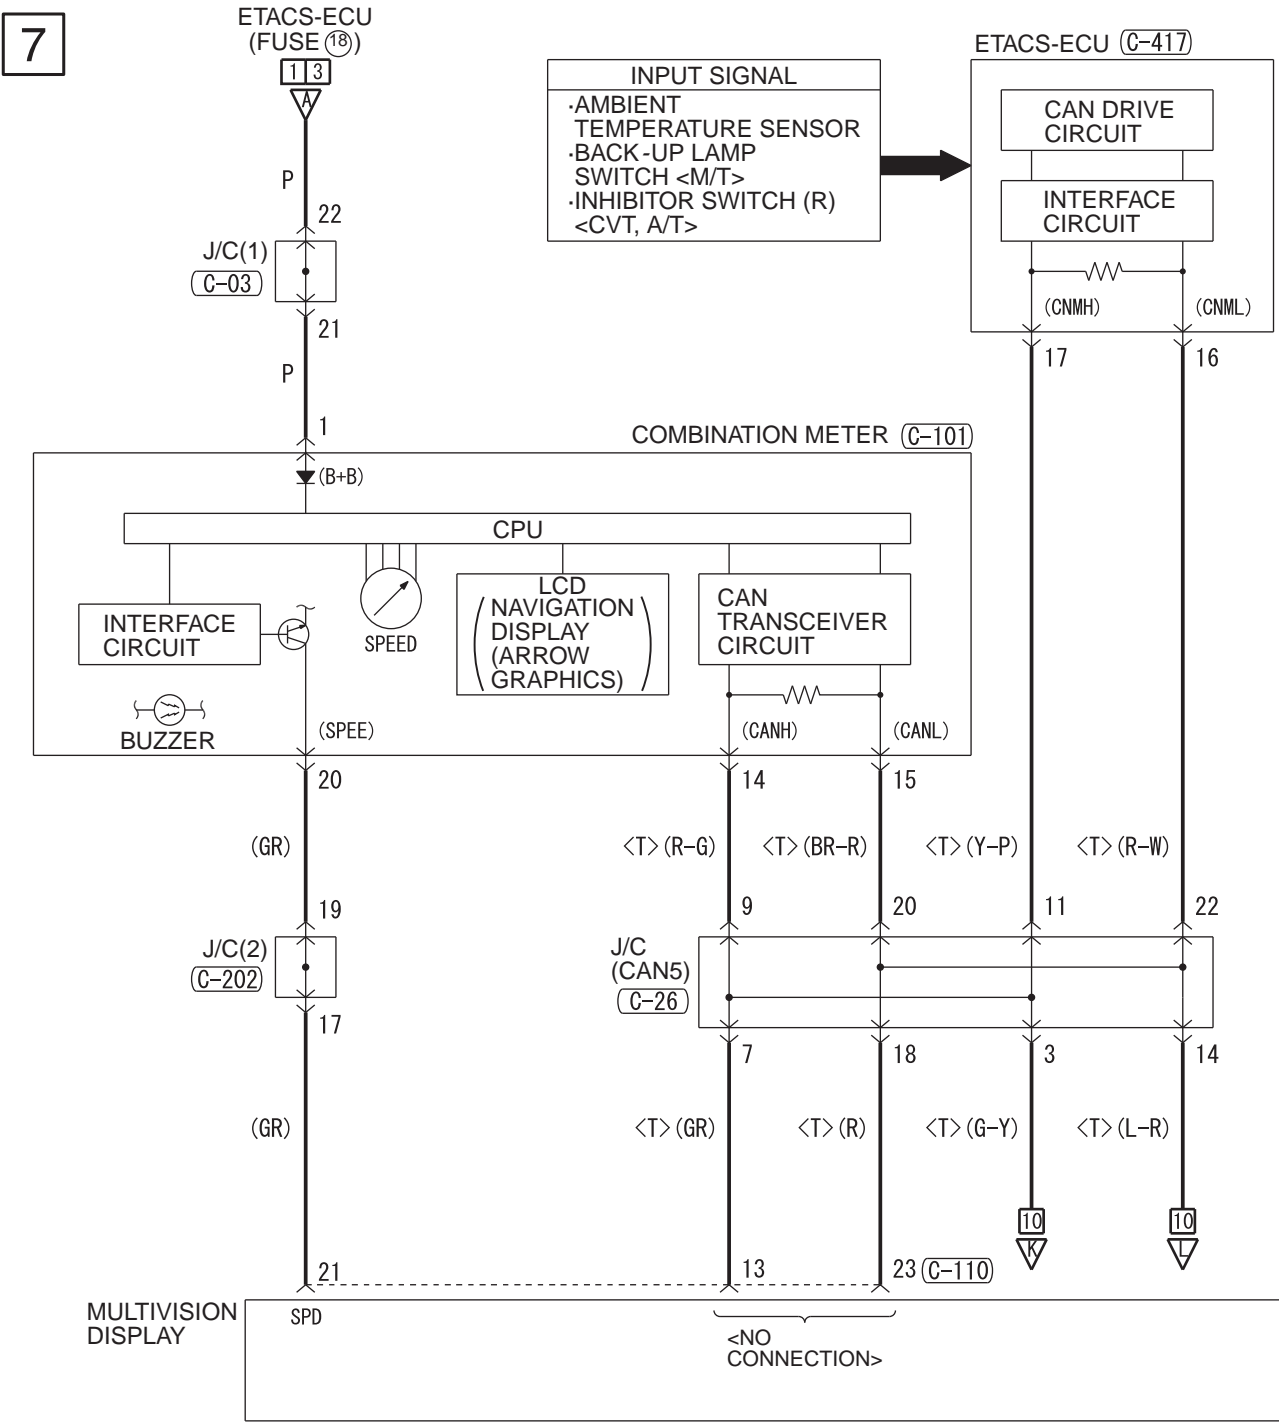 7
ETACS-ECU
(FUSE 18)
1 3
A
P
22
J/C(1)
C-03
21
P
1
INPUT SIGNAL
·AMBIENT
TEMPERATURE SENSOR
·BACK-UP LAMP
SWITCH <M/T>
·INHIBITOR SWITCH (R)
<CVT, A/T>
ETACS-ECU C-417
CAN DRIVE
CIRCUIT
INTERFACE
CIRCUIT
(CNMH) (CNML)
17 16
COMBINATION METER C-101
(B+B)
CPU
INTERFACE
CIRCUIT
SPEED
LCD
(NAVIGATION
DISPLAY
(ARROW
GRAPHICS))
CAN
TRANSCEIVER
CIRCUIT
BUZZER
(SPEE) (CANH) (CANL)
20 14 15
(GR) <T>(R-G) <T>(BR-R) <T>(Y-P) <T>(R-W)
19 9 20 11 22
J/C(2)
C-202
J/C
(CAN5)
C-26
17 7 18 3 14
(GR) <T>(GR) <T>(R) <T>(G-Y) <T>(L-R)
10 10
K L
21 13 23 C-110
MULTIVISION
DISPLAY
SPD
<NO
CONNECTION>